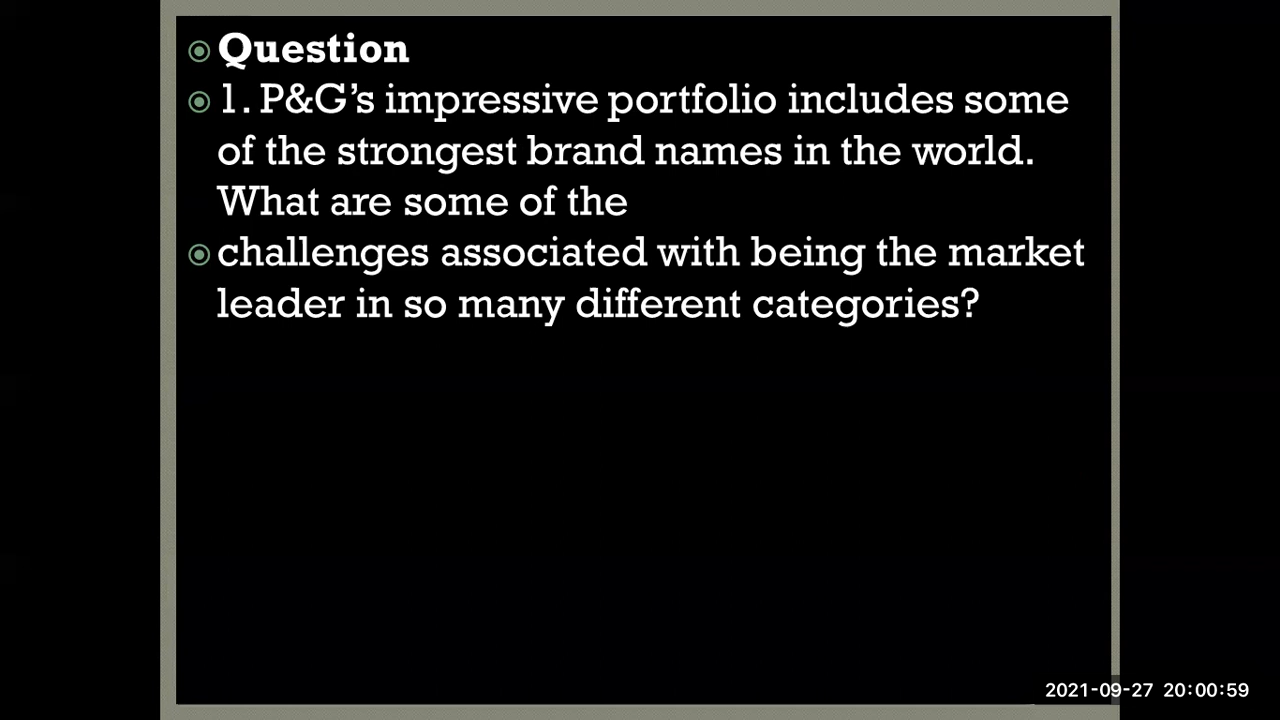 Question
1. P&G’s impressive portfolio includes some
of the strongest brand names in the world.
What are some of the
challenges associated with being the market
leader in so many different categories?
2021-09-27 20:00:59